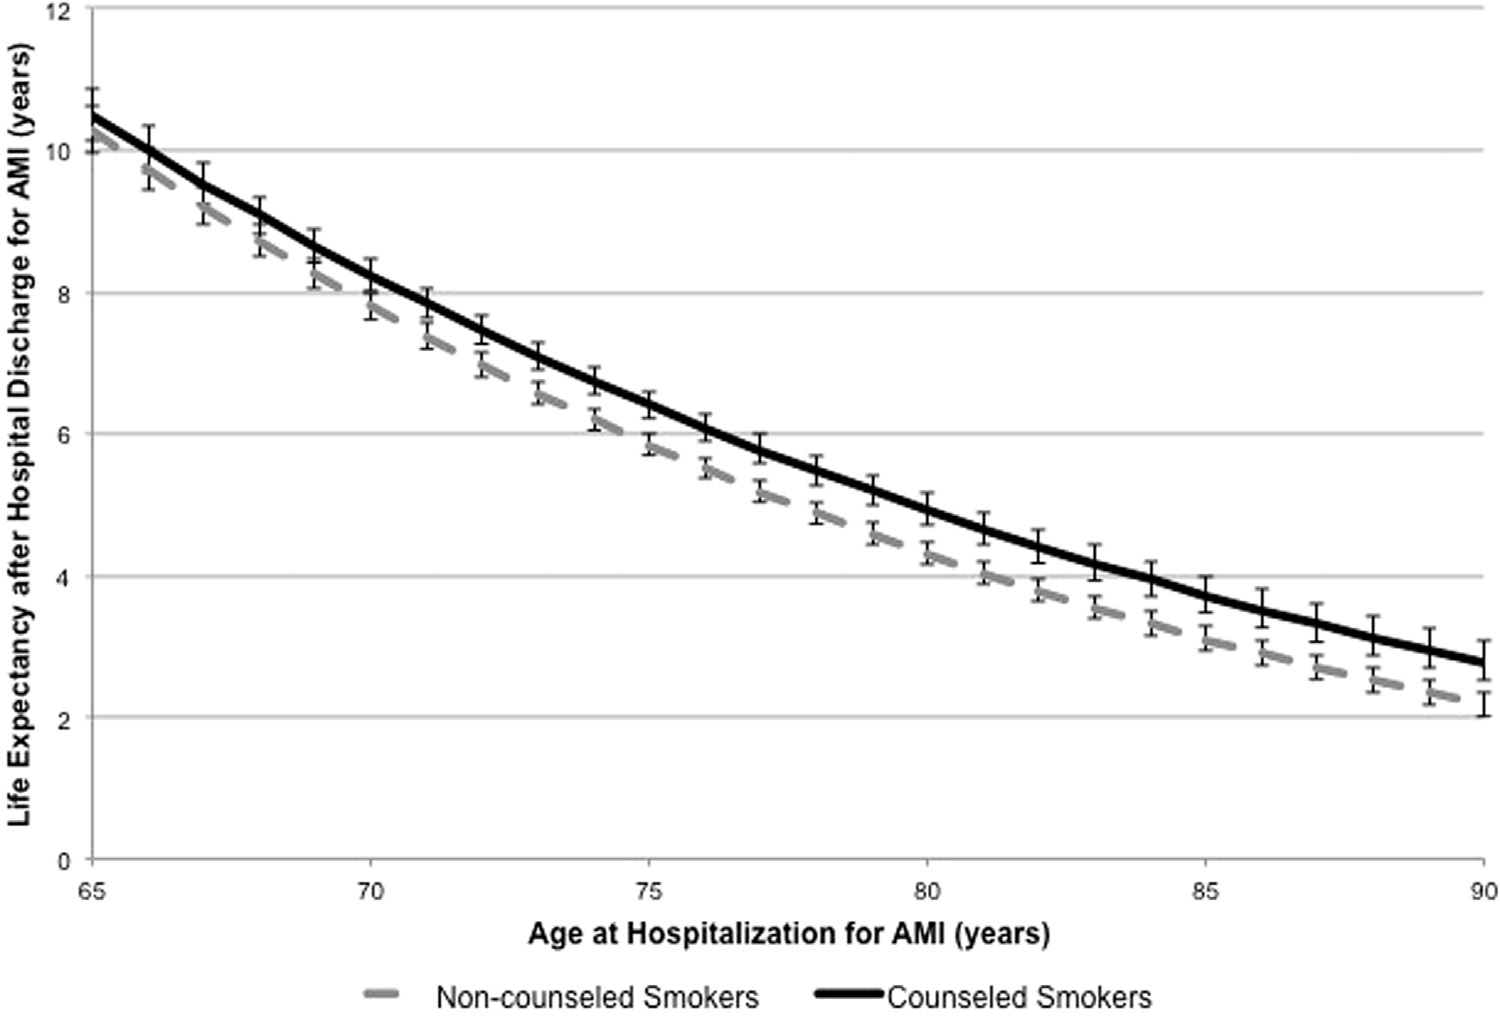 Life Expectancy after Hospital Discharge for AMI (years)
12
10
8
6
4
2
0
65 70 75 80 85 90
Age at Hospitalization for AMI (years)
Non-counseled Smokers Counseled Smokers